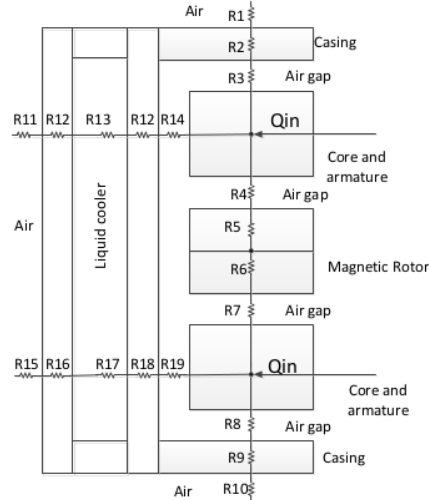 Air
R1
R2
Casing
R3
Air gap
R11 R12 R13 R12 R14
Qin
Core and
armature
R4
Air gap
Air
Liquid cooler
R5
R6
Magnetic Rotor
R7
Air gap
R15 R16 R17 R18 R19
Qin
Core and
armature
R8
Air gap
R9
Casing
Air
R10